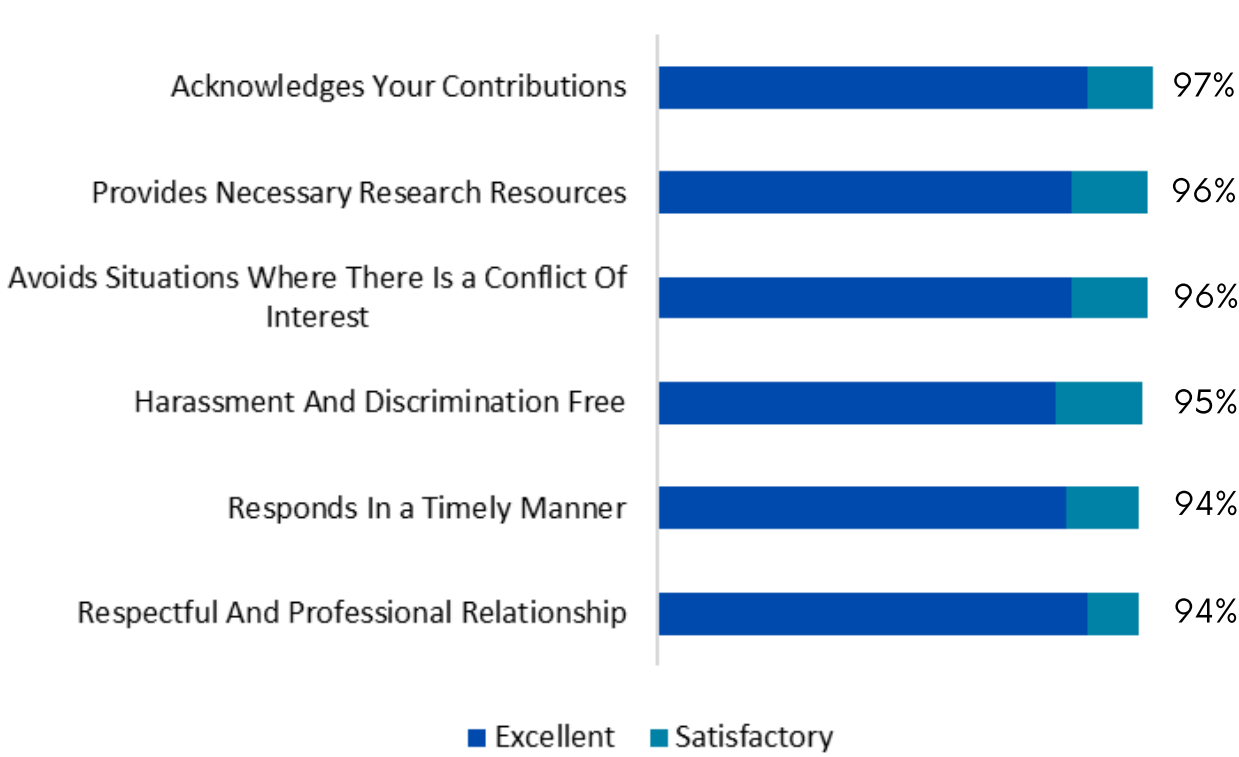 Acknowledges Your Contributions 97%
Provides Necessary Research Resources 96%
Avoids Situations Where There Is a Conflict Of
Interest 96%
Harassment And Discrimination Free 95%
Responds In a Timely Manner 94%
Respectful And Professional Relationship 94%
Excellent Satisfactory